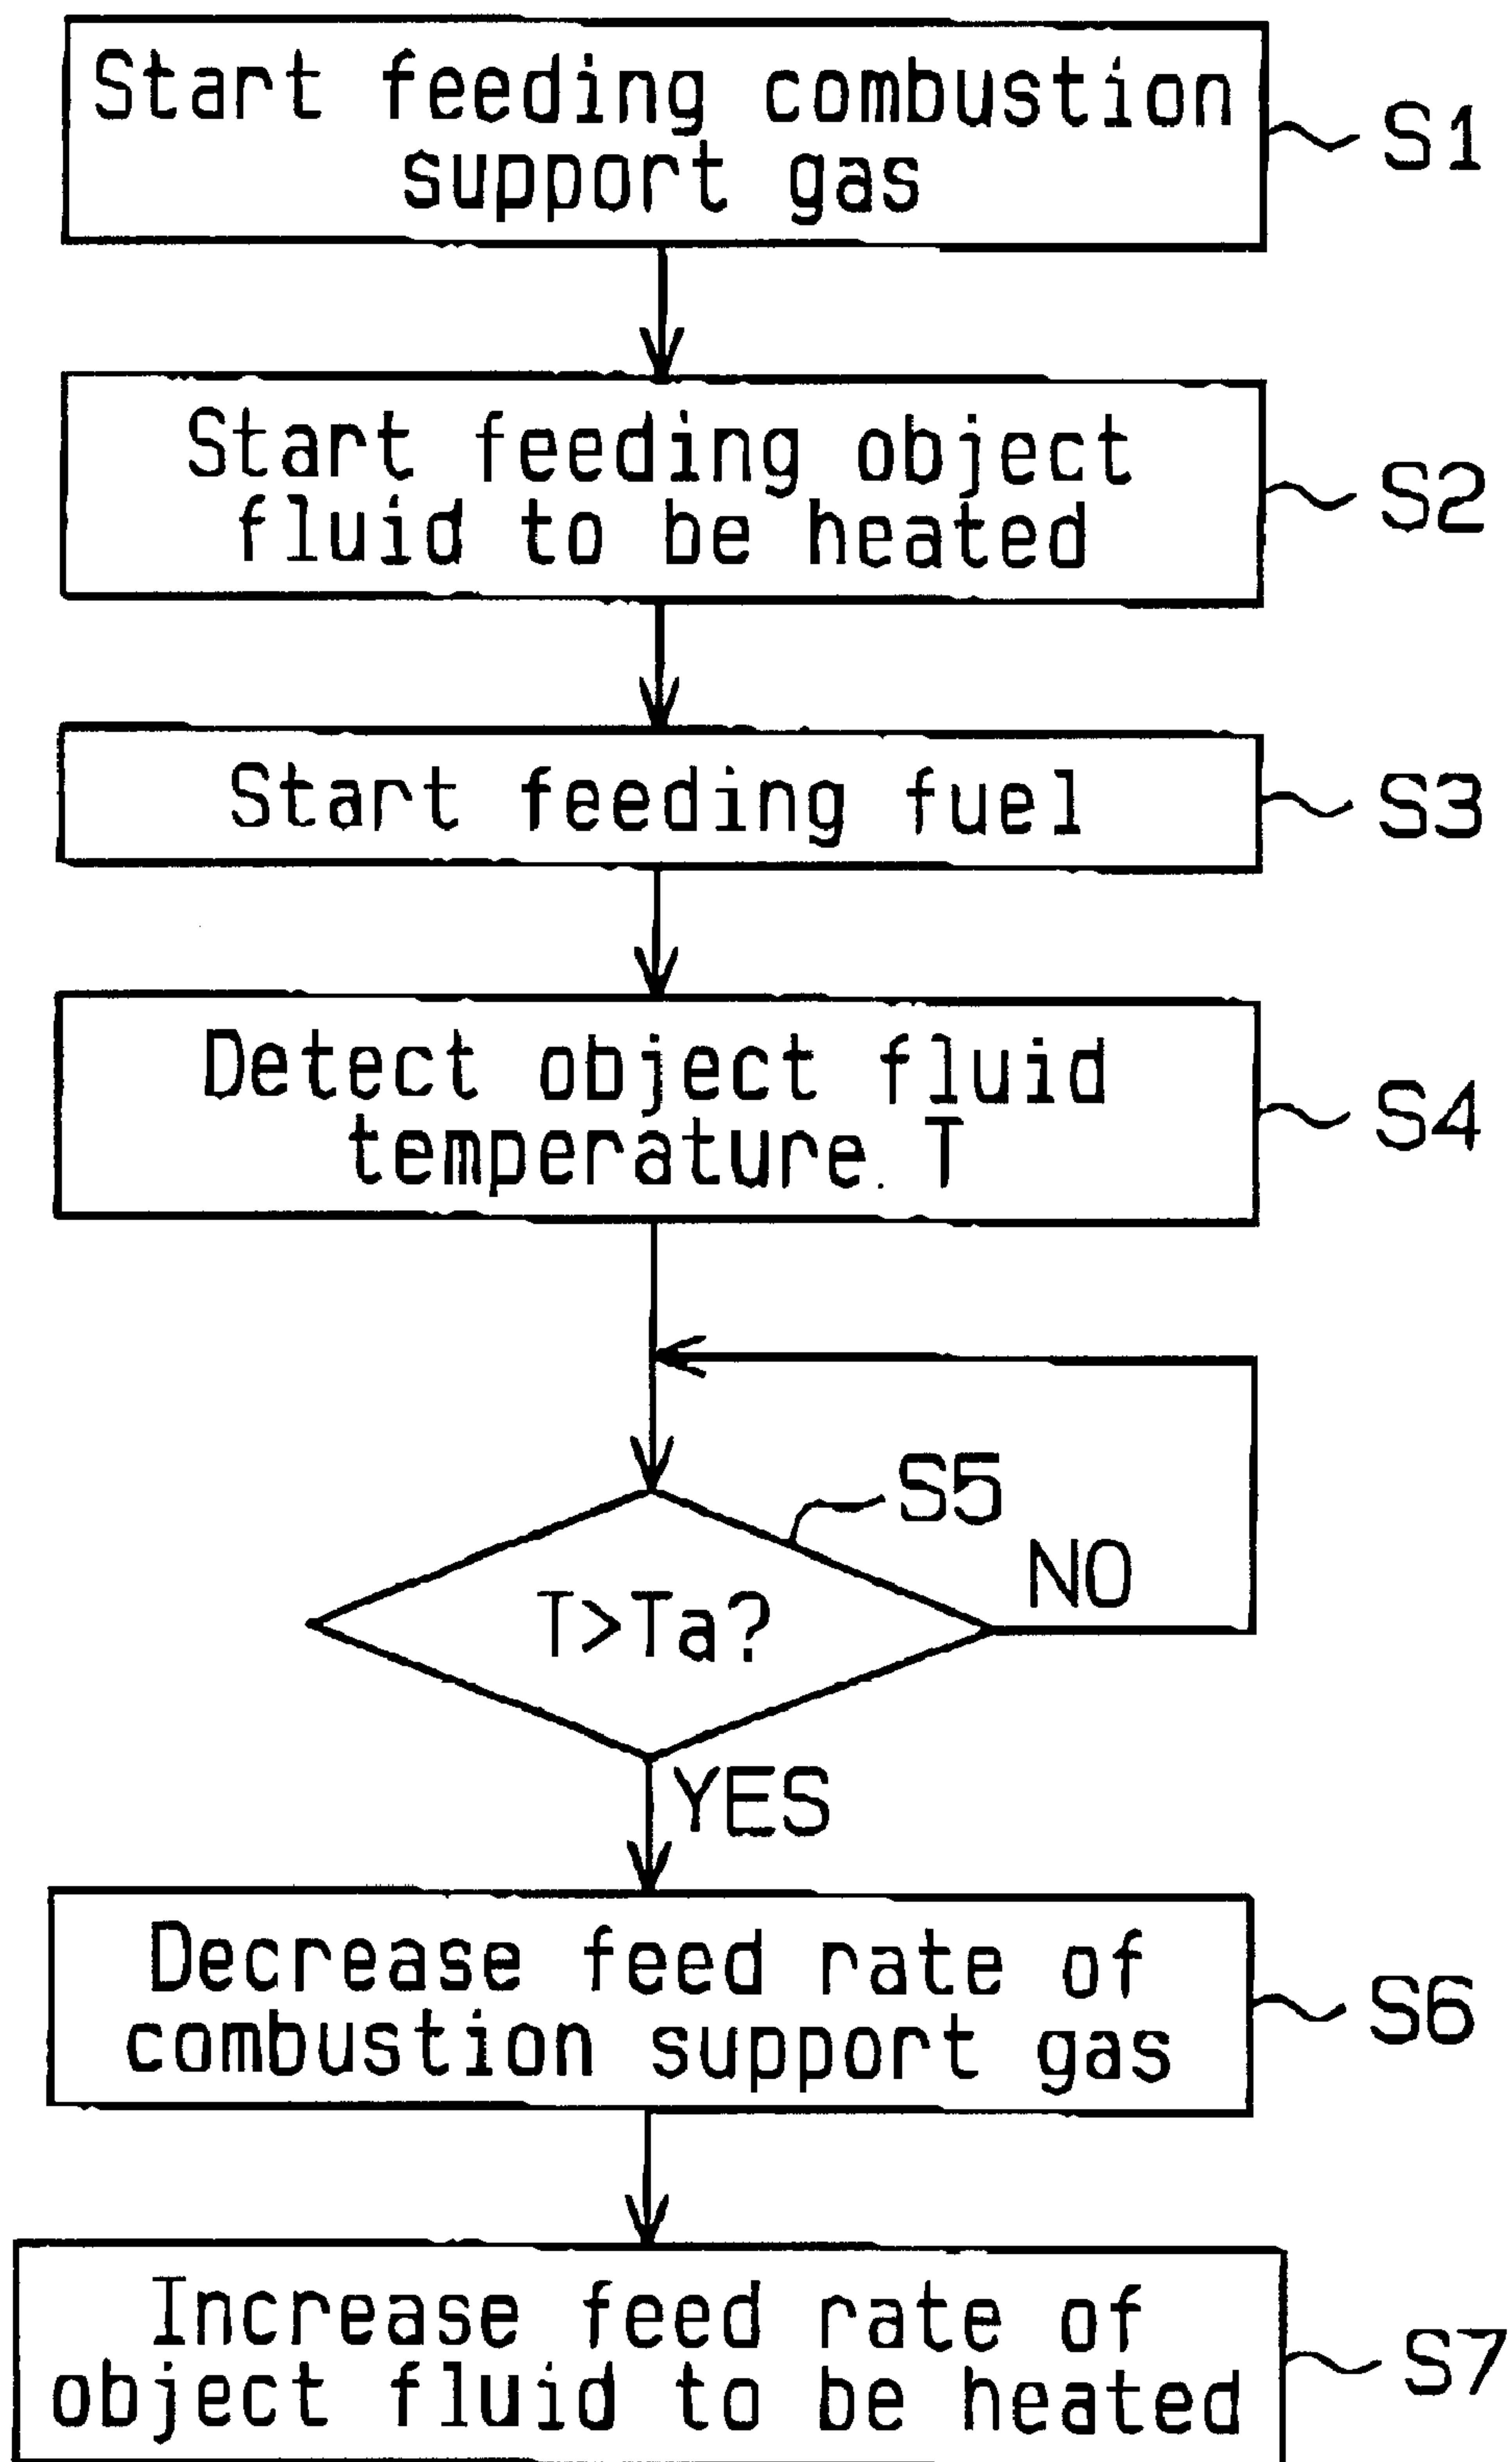 Start feeding combustion
support gas
S1
Start feeding object
fluid to be heated
S2
Start feeding fuel
S3
Detect object fluid
temperature. T
S4
S5
NO
T>Ta?
YES
Decrease feed rate of
combustion support gas
S6
Increase feed rate of
object fluid to be heated
S7